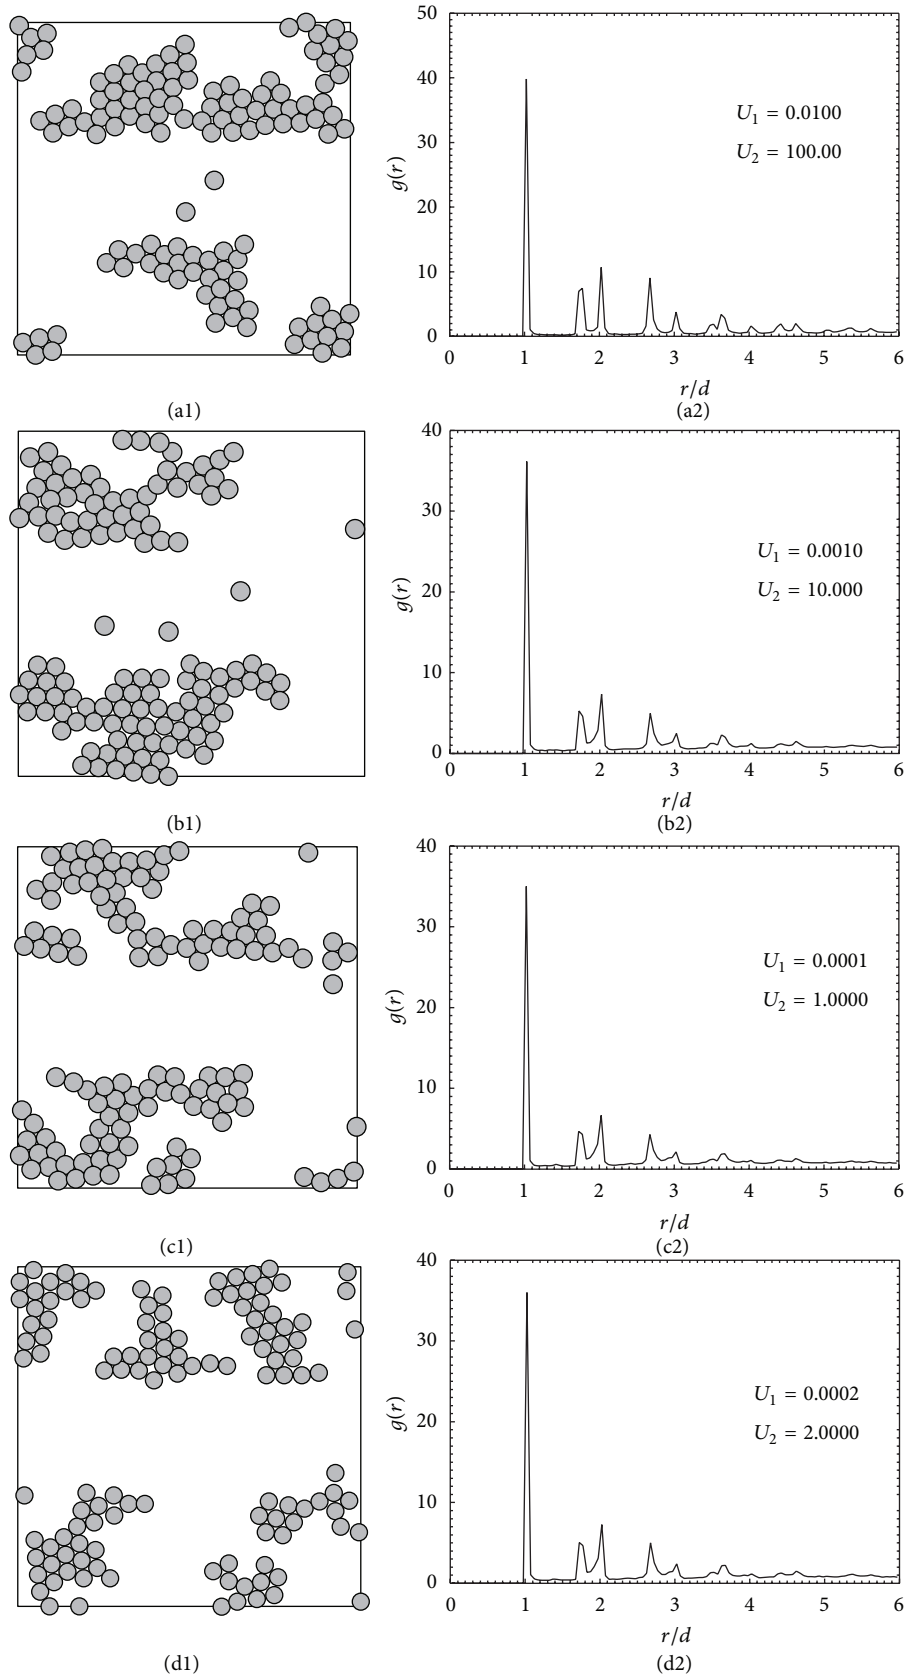 50
40
30
20
10
0
g(r)
U1 = 0.0100
U2 = 100.00
0 1 2 3 4 5 6
r/d
(a1) (a2)
40
30
20
10
0
g(r)
U1 = 0.0010
U2 = 10.000
0 1 2 3 4 5 6
r/d
(b1) (b2)
40
30
20
10
0
g(r)
U1 = 0.0001
U2 = 1.0000
0 1 2 3 4 5 6
r/d
(c1) (c2)
40
30
20
10
0
g(r)
U1 = 0.0002
U2 = 2.0000
0 1 2 3 4 5 6
r/d
(d1) (d2)